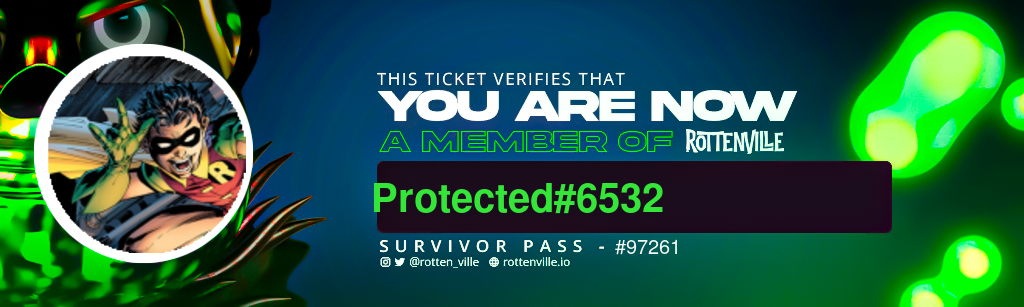 THIS TICKET VERIFIES THAT
YOU ARE NOW
A MEMBER OF ROTTENVILLE
Protected#6532
SURVIVOR PASS - #97261
@rotten_ville rottenville.io
R